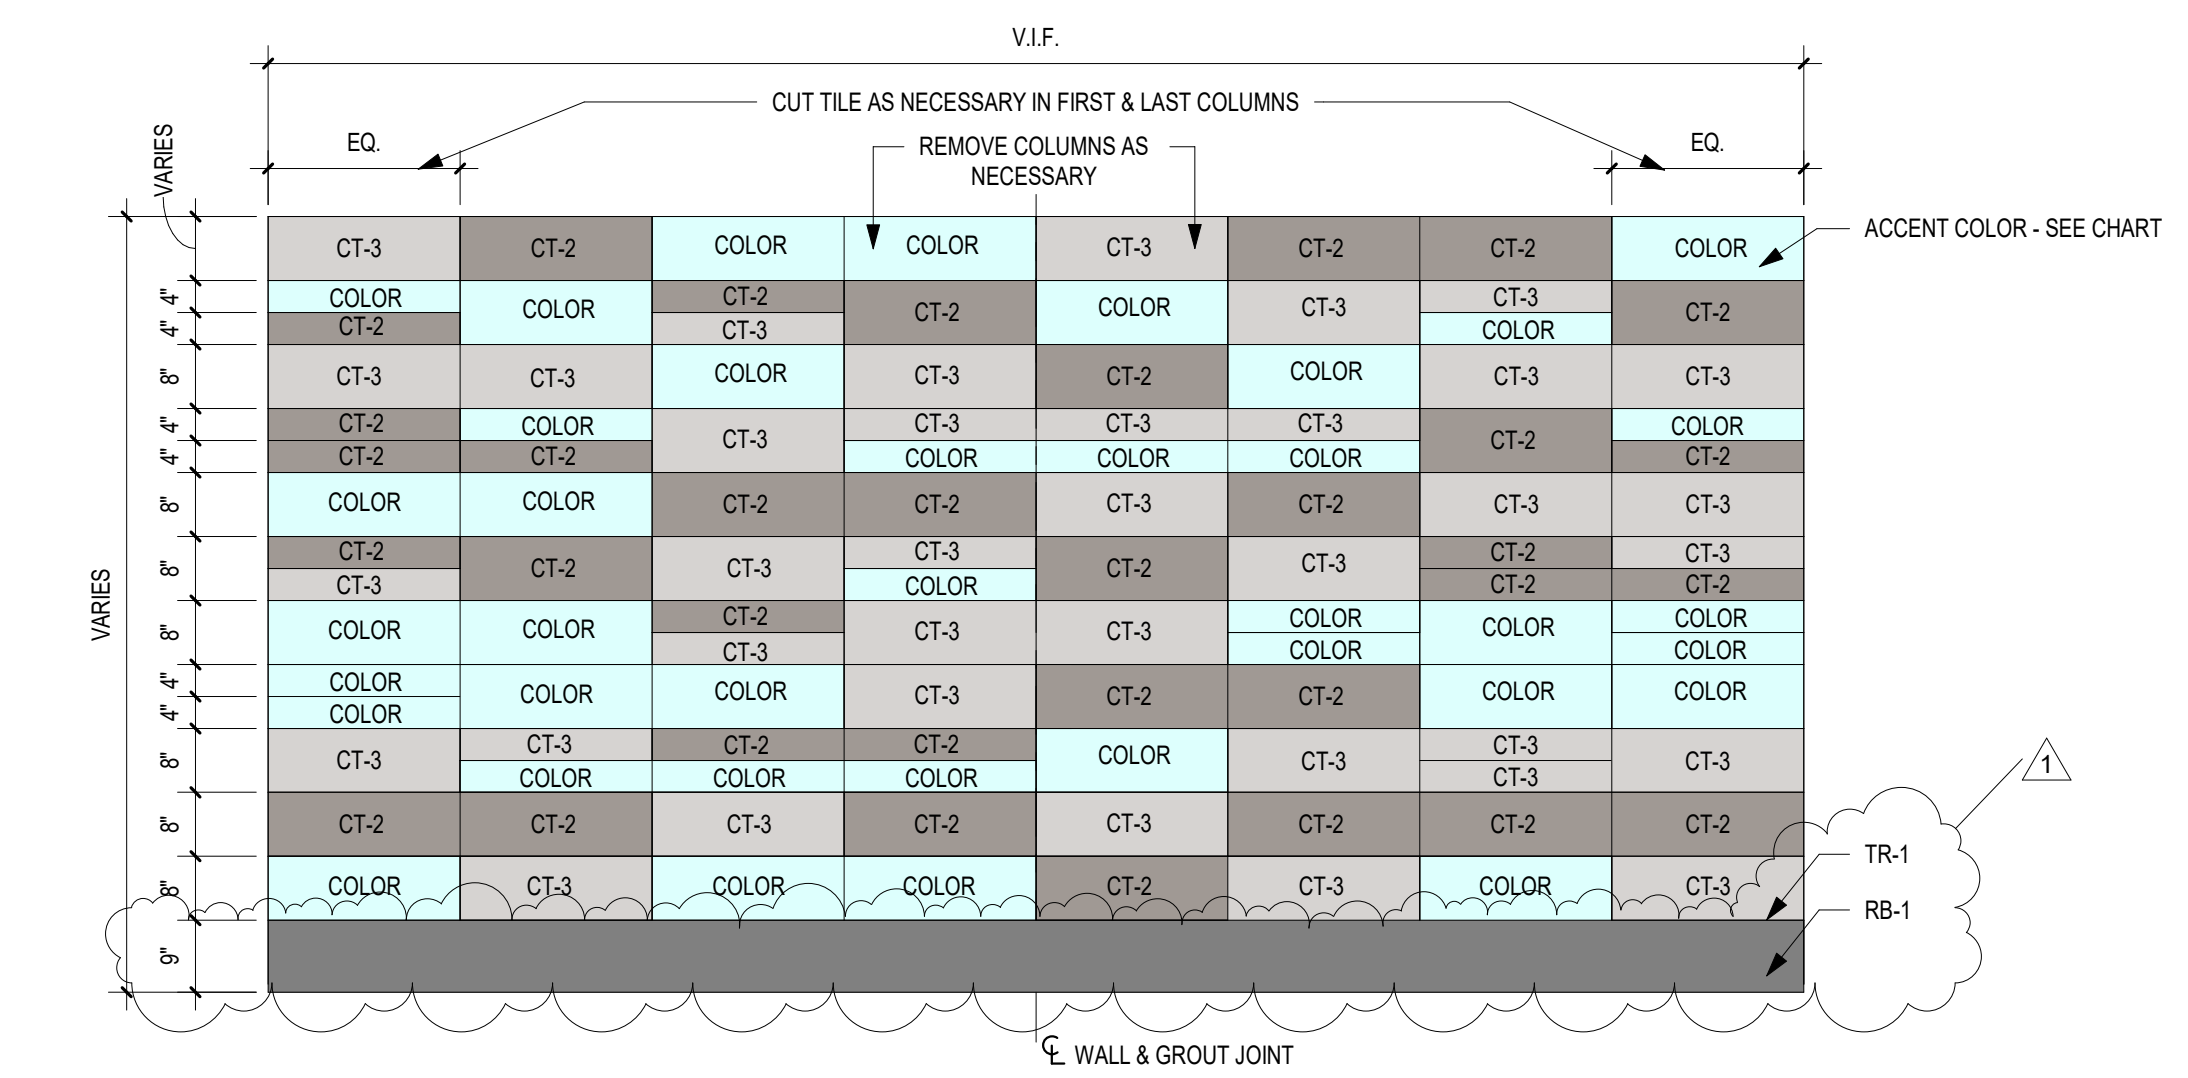 V.I.F.
CUT TILE AS NECESSARY IN FIRST & LAST COLUMNS
VARIES
EQ.
REMOVE COLUMNS AS
NECESSARY
EQ.
CT-3 CT-2 COLOR COLOR CT-3 CT-2 CT-2 COLOR
ACCENT COLOR - SEE CHART
4" COLOR COLOR CT-2 CT-2 COLOR CT-3 CT-3 CT-2
4" CT-2 CT-3 COLOR
8" CT-3 CT-3 COLOR CT-3 CT-2 COLOR CT-3 CT-3
4" CT-2 COLOR CT-3 CT-3 CT-3 CT-3 CT-2 COLOR
4" CT-2 CT-2 COLOR COLOR COLOR CT-2
8" COLOR COLOR CT-2 CT-2 CT-3 CT-2 CT-3 CT-3
VARIES
8" CT-2 CT-2 CT-3 CT-3 CT-2 CT-3 CT-2 CT-3
CT-3 COLOR CT-2 CT-2
8" COLOR COLOR CT-2 CT-3 CT-3 COLOR COLOR COLOR
CT-3 COLOR COLOR
4" COLOR COLOR COLOR CT-3 CT-2 CT-2 COLOR COLOR
4" COLOR
8" CT-3 CT-3 CT-2 CT-2 COLOR CT-3 CT-3 CT-3
COLOR COLOR COLOR CT-3
1
8" CT-2 CT-2 CT-3 CT-2 CT-3 CT-2 CT-2 CT-2
TR-1
8" COLOR CT-3 COLOR COLOR CT-2 CT-3 COLOR CT-3
RB-1
9"
℄ WALL & GROUT JOINT